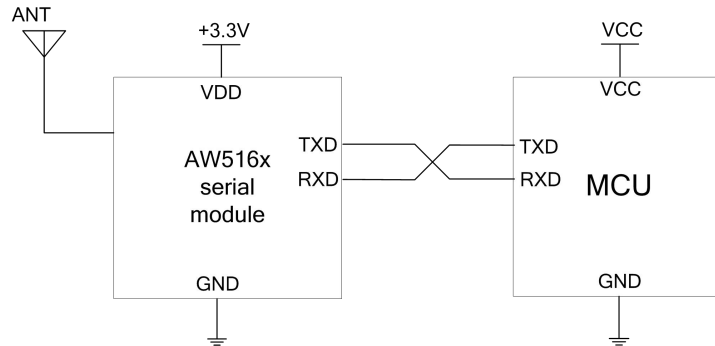 ANT
+3.3V
VCC
VDD
VCC
TXD
TXD
AW516x
serial
module
RXD
RXD
MCU
GND
GND